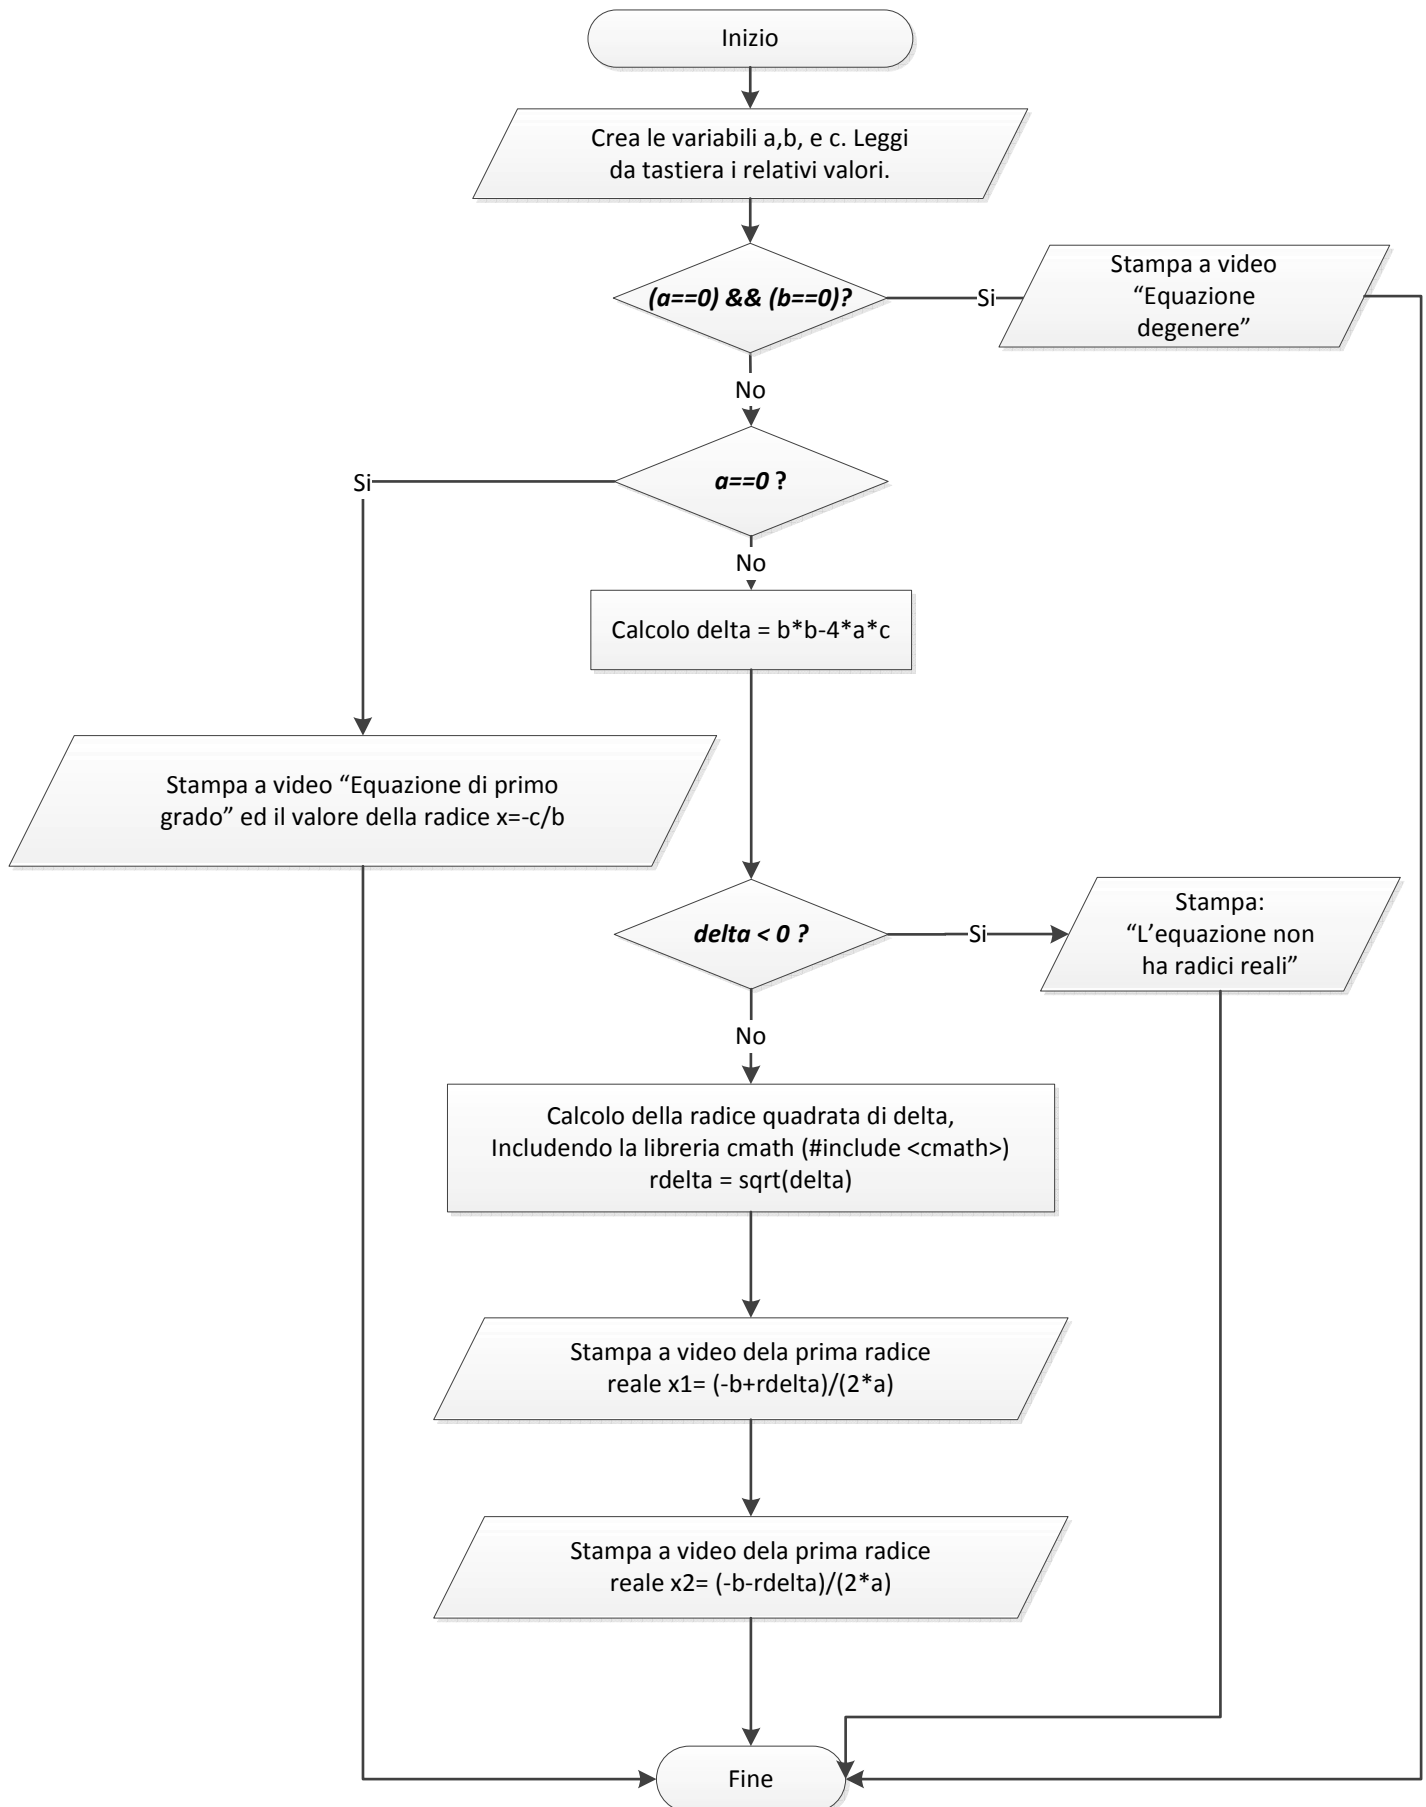 Inizio
Crea le variabili a,b, e c. Leggi
da tastiera i relativi valori.
(a==0) && (b==0)?
Si
Stampa a video
“Equazione
degenere”
No
a==0 ?
Si
No
Calcolo delta = b*b-4*a*c
Stampa a video “Equazione di primo
grado” ed il valore della radice x=-c/b
delta < 0 ?
Si
Stampa:
“L’equazione non
ha radici reali”
No
Calcolo della radice quadrata di delta,
Includendo la libreria cmath (#include <cmath>)
rdelta = sqrt(delta)
Stampa a video dela prima radice
reale x1= (-b+rdelta)/(2*a)
Stampa a video dela prima radice
reale x2= (-b-rdelta)/(2*a)
Fine